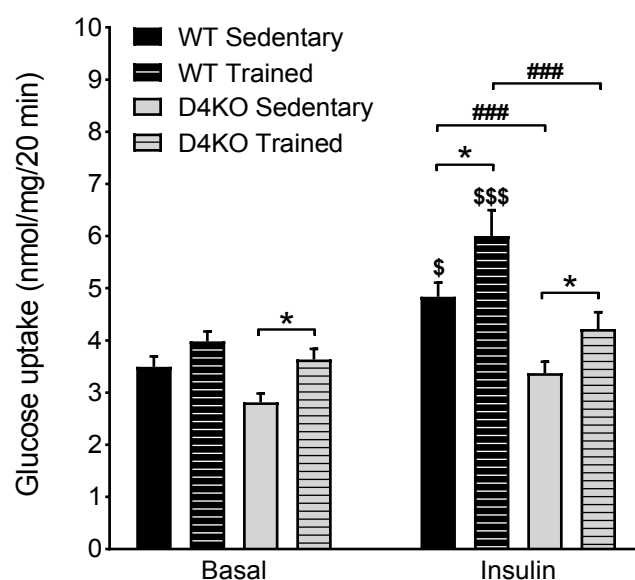 10
9
8
7
6
5
4
3
2
1
0
Glucose uptake (nmol/mg/20 min)
WT Sedentary
WT Trained
D4KO Sedentary
D4KO Trained
###
###
*
$$$
$
*
*
Basal
Insulin